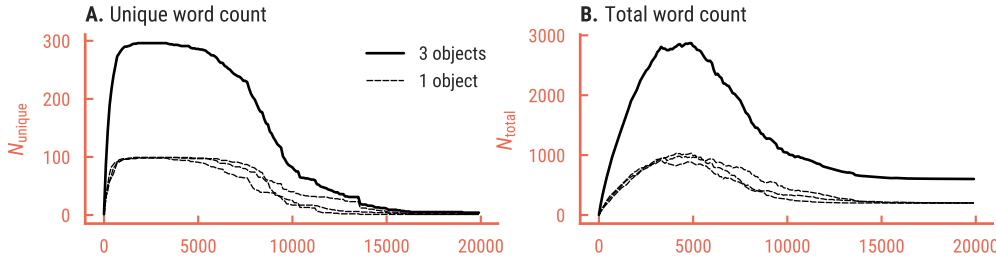 A. Unique word count
300
200
100
0
N_unique
3 objects
1 object
0 5000 10000 15000 20000
B. Total word count
3000
2000
1000
0
N_total
0 5000 10000 15000 20000